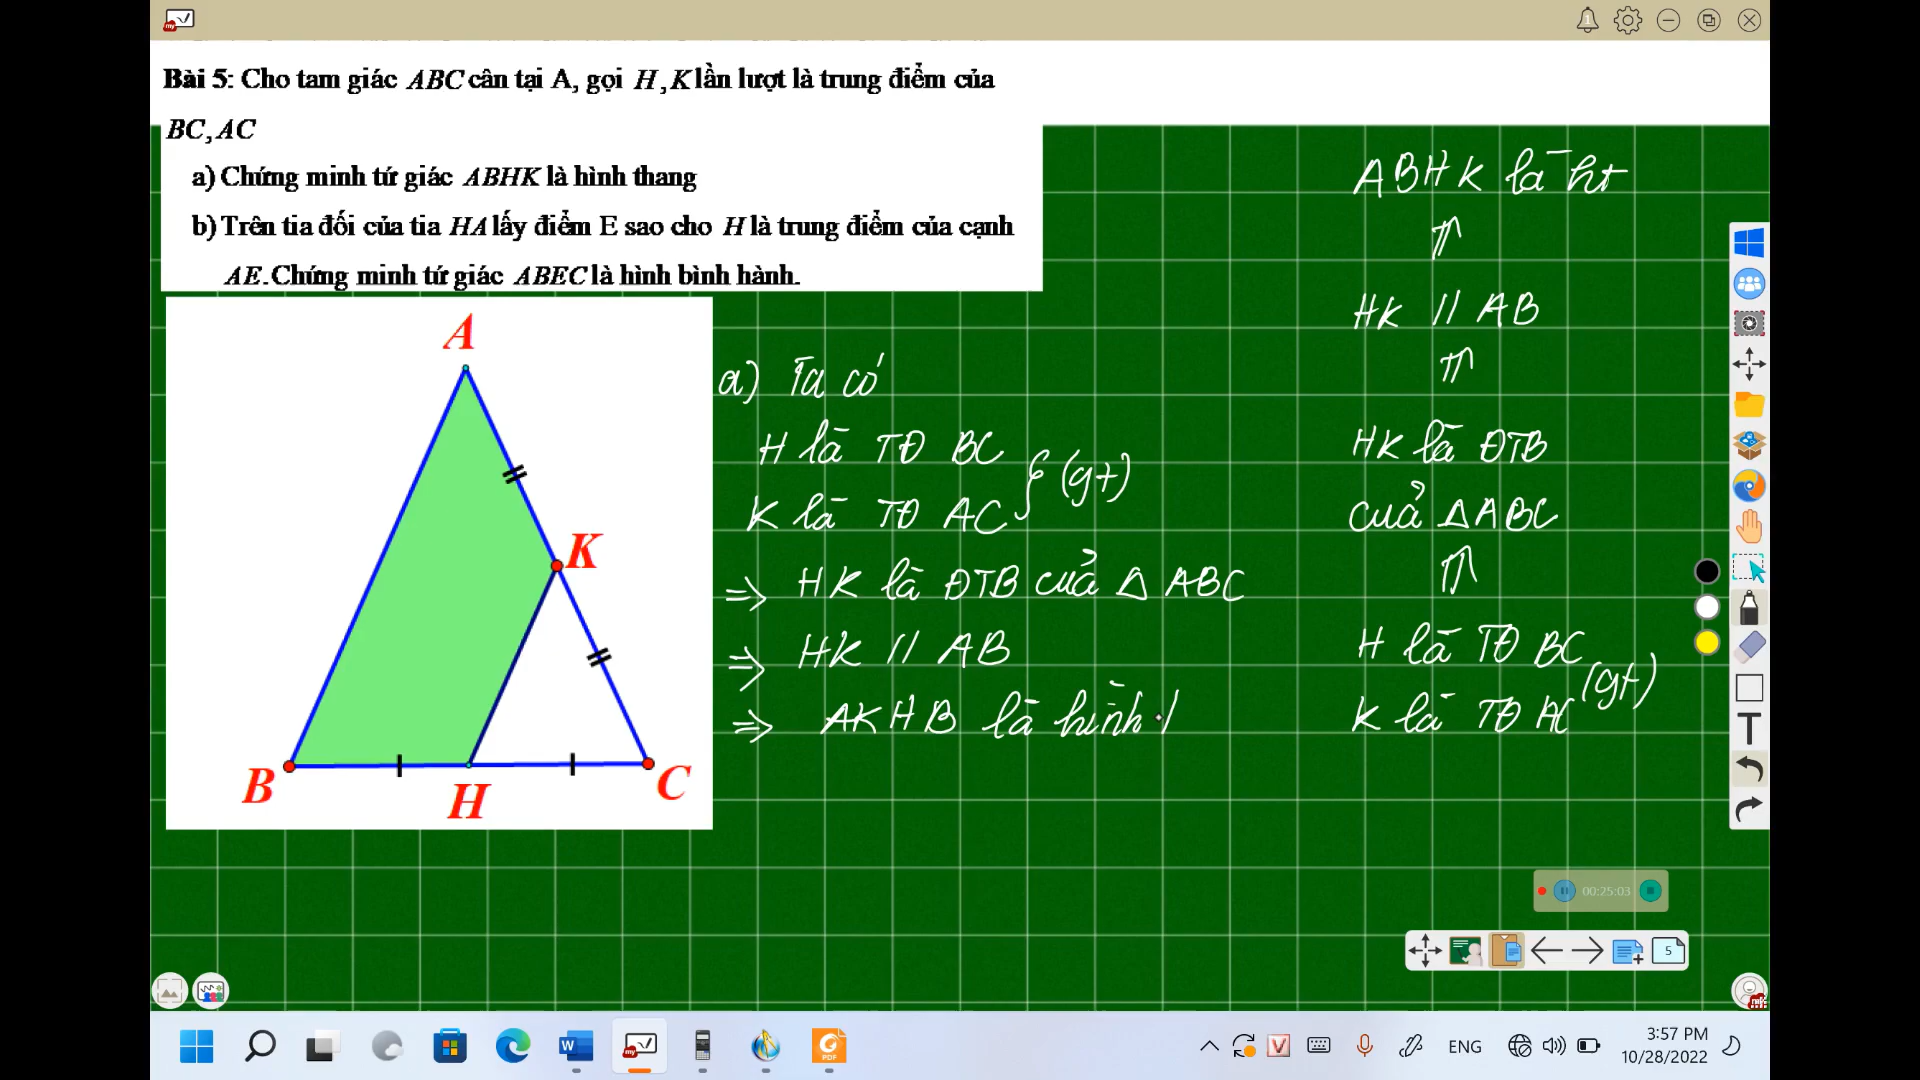 Bài 5: Cho tam giác ABC cân tại A, gọi H, K lần lượt là trung điểm của
BC, AC
a) Chứng minh tứ giác ABHK là hình thang
b) Trên tia đối của tia HA lấy điểm E sao cho H là trung điểm của cạnh
AE. Chứng minh tứ giác ABEC là hình bình hành.
A
K
B
H
C
a) Ta có
H là TĐ BC
K là TĐ AC } (gt)
=> HK là ĐTB của Δ ABC
=> HK // AB
=> AKHB là hình
ABHK là ht
⇑
HK // AB
⇑
HK là ĐTB
của ΔABC
⇑
H là TĐ BC
K là TĐ AC (gt)
00:25:03
5
ENG
3:57 PM
10/28/2022